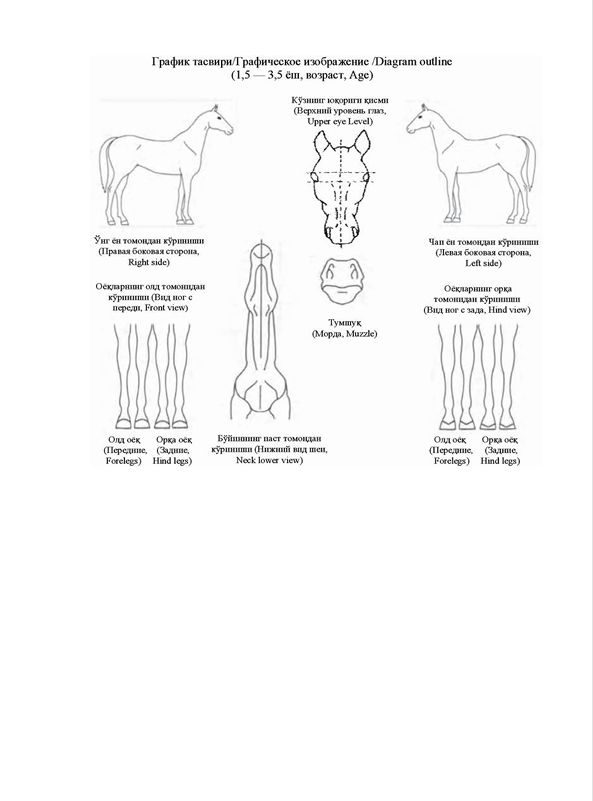 График тасвири/Графическое изображение /Diagram outline
(1,5 — 3,5 ёш, возраст, Age)
Кўзнинг юқориги қисми
(Верхний уровень глаз,
Upper eye Level)
Ўнг ён томондан кўриниши
(Правая боковая сторона,
Right side)
Чап ён томондан кўриниши
(Левая боковая сторона,
Left side)
Оёқларнинг олд томонидан
кўриниши (Вид ног с
переди, Front view)
Тумшуқ
(Морда, Muzzle)
Оёқларнинг орқа
томонидан кўриниши
(Вид ног с зада, Hind view)
Олд оёқ
(Передние,
Forelegs)
Орқа оёқ
(Задние,
Hind legs)
Бўйнининг паст томондан
кўриниши (Нижний вид шеи,
Neck lower view)
Олд оёқ
(Передние,
Forelegs)
Орқа оёқ
(Задние,
Hind legs)